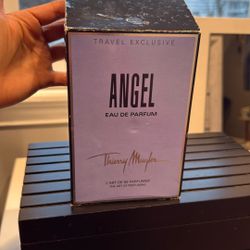 TRAVEL EXCLUSIVE
ANGEL
EAU DE PARFUM
Thierry Mugler